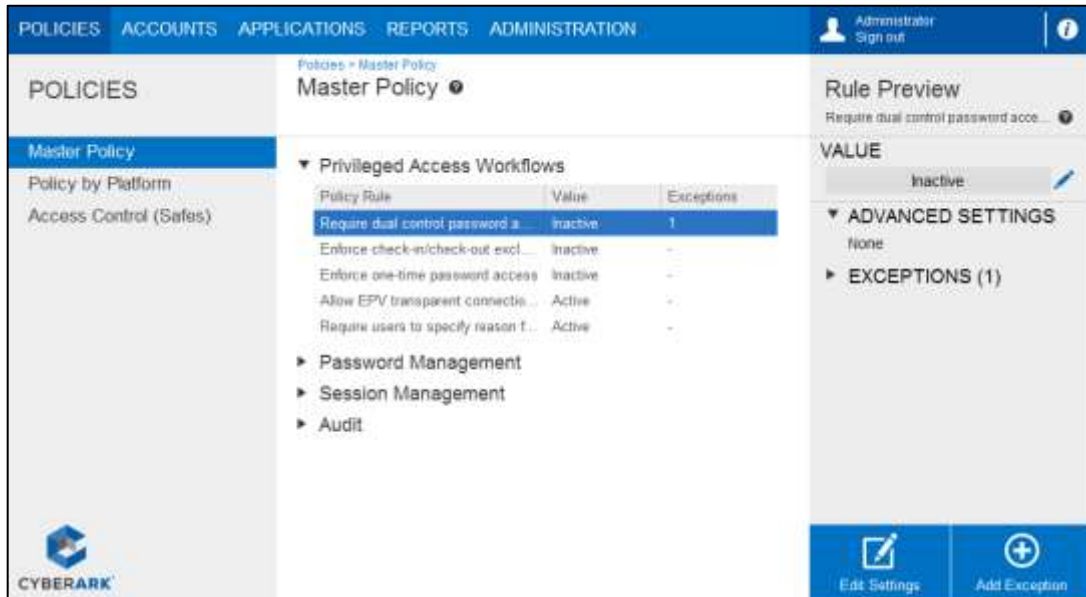 POLICIES ACCOUNTS APPLICATIONS REPORTS ADMINISTRATION
Administrator
Sign out
i
POLICIES
Master Policy
Policy by Platform
Access Control (Safes)
Policies > Master Policy
Master Policy ?
Privileged Access Workflows
Policy Rule Value Exceptions
Require dual control password a... Inactive 1
Enforce check-in/check-out excl... Inactive -
Enforce one-time password access Inactive -
Allow EPV transparent connectio... Active -
Require users to specify reason f... Active -
Password Management
Session Management
Audit
Rule Preview
Require dual control password acce... ?
VALUE
Inactive
ADVANCED SETTINGS
None
EXCEPTIONS (1)
CYBERARK
Edit Settings Add Exception